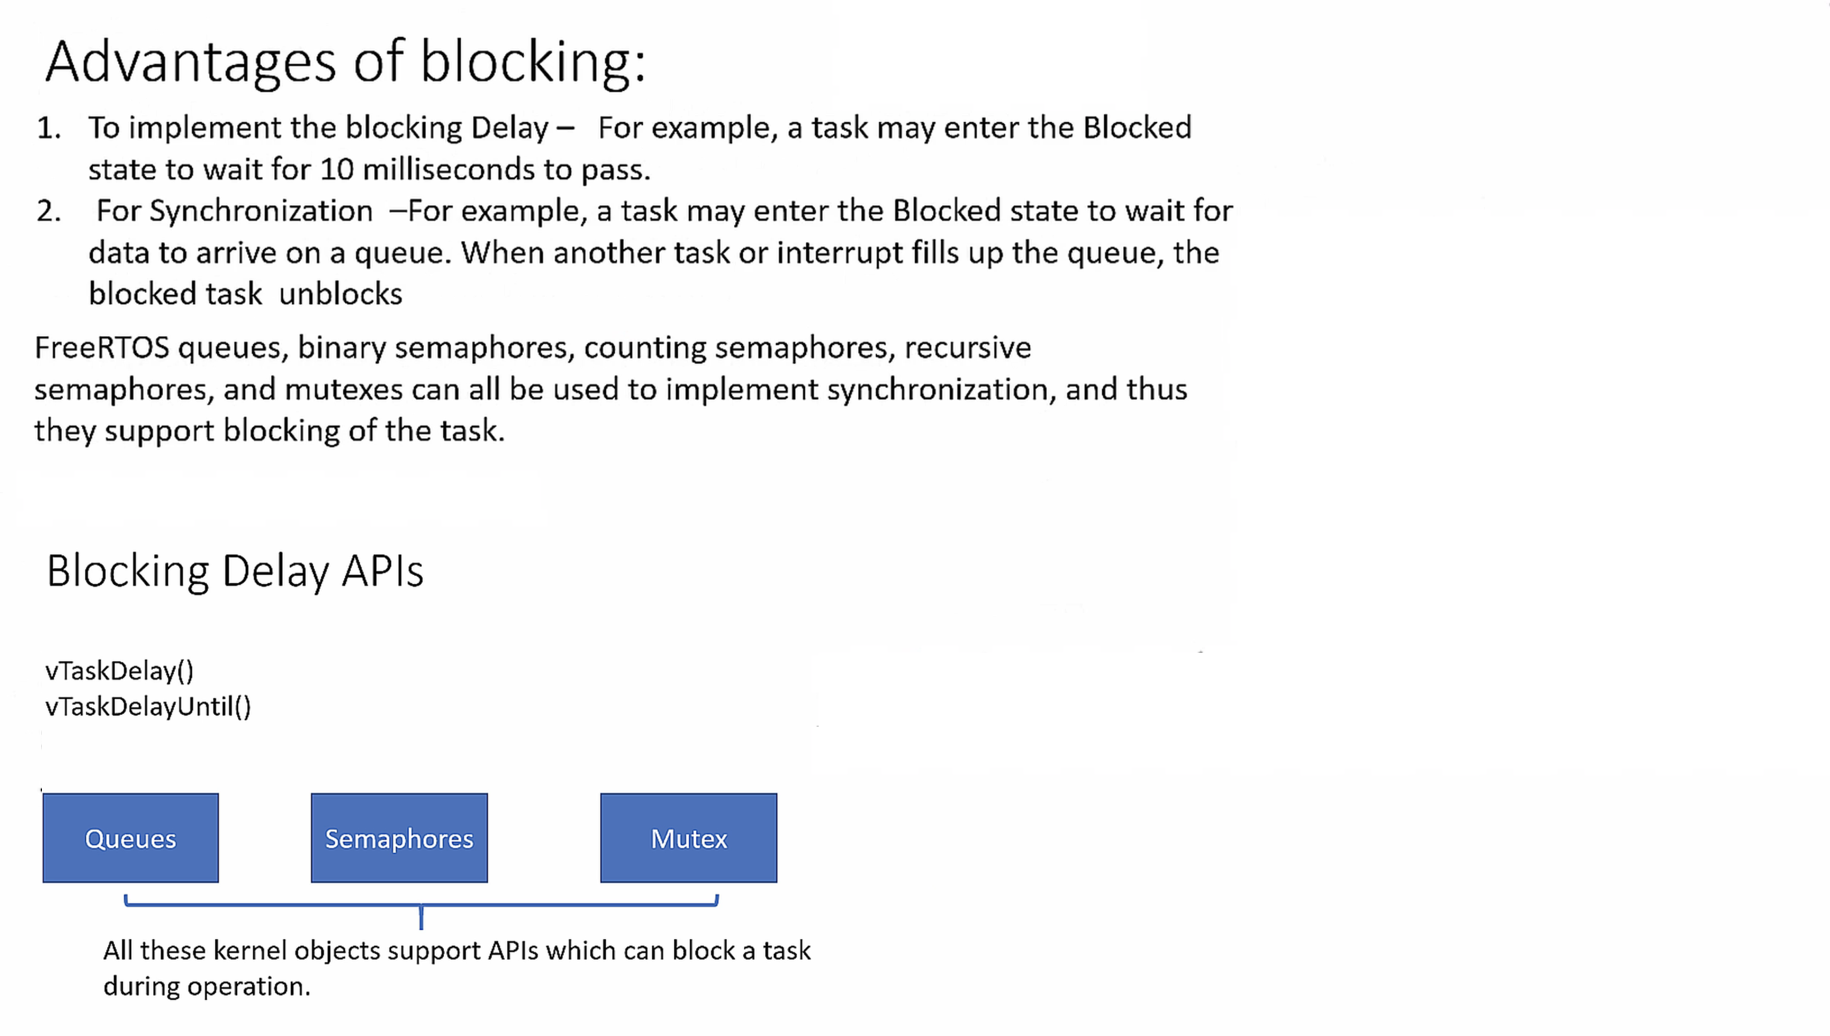 Advantages of blocking:
1. To implement the blocking Delay – For example, a task may enter the Blocked
state to wait for 10 milliseconds to pass.
2. For Synchronization –For example, a task may enter the Blocked state to wait for
data to arrive on a queue. When another task or interrupt fills up the queue, the
blocked task unblocks
FreeRTOS queues, binary semaphores, counting semaphores, recursive
semaphores, and mutexes can all be used to implement synchronization, and thus
they support blocking of the task.
Blocking Delay APIs
vTaskDelay()
vTaskDelayUntil()
Queues Semaphores Mutex
All these kernel objects support APIs which can block a task
during operation.